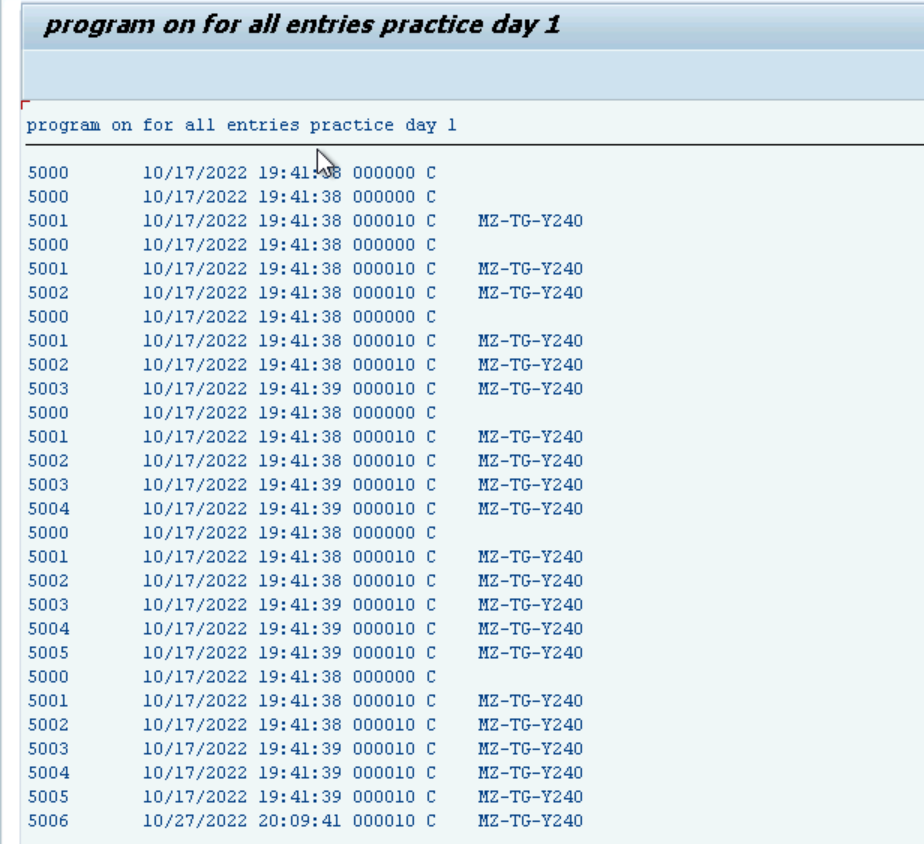 program on for all entries practice day 1
program on for all entries practice day 1
5000 10/17/2022 19:41:38 000000 C
5000 10/17/2022 19:41:38 000000 C
5001 10/17/2022 19:41:38 000010 C MZ-TG-Y240
5000 10/17/2022 19:41:38 000000 C
5001 10/17/2022 19:41:38 000010 C MZ-TG-Y240
5002 10/17/2022 19:41:38 000010 C MZ-TG-Y240
5000 10/17/2022 19:41:38 000000 C
5001 10/17/2022 19:41:38 000010 C MZ-TG-Y240
5002 10/17/2022 19:41:38 000010 C MZ-TG-Y240
5003 10/17/2022 19:41:39 000010 C MZ-TG-Y240
5000 10/17/2022 19:41:38 000000 C
5001 10/17/2022 19:41:38 000010 C MZ-TG-Y240
5002 10/17/2022 19:41:38 000010 C MZ-TG-Y240
5003 10/17/2022 19:41:39 000010 C MZ-TG-Y240
5004 10/17/2022 19:41:39 000010 C MZ-TG-Y240
5000 10/17/2022 19:41:38 000000 C
5001 10/17/2022 19:41:38 000010 C MZ-TG-Y240
5002 10/17/2022 19:41:38 000010 C MZ-TG-Y240
5003 10/17/2022 19:41:39 000010 C MZ-TG-Y240
5004 10/17/2022 19:41:39 000010 C MZ-TG-Y240
5005 10/17/2022 19:41:39 000010 C MZ-TG-Y240
5000 10/17/2022 19:41:38 000000 C
5001 10/17/2022 19:41:38 000010 C MZ-TG-Y240
5002 10/17/2022 19:41:38 000010 C MZ-TG-Y240
5003 10/17/2022 19:41:39 000010 C MZ-TG-Y240
5004 10/17/2022 19:41:39 000010 C MZ-TG-Y240
5005 10/17/2022 19:41:39 000010 C MZ-TG-Y240
5006 10/27/2022 20:09:41 000010 C MZ-TG-Y240